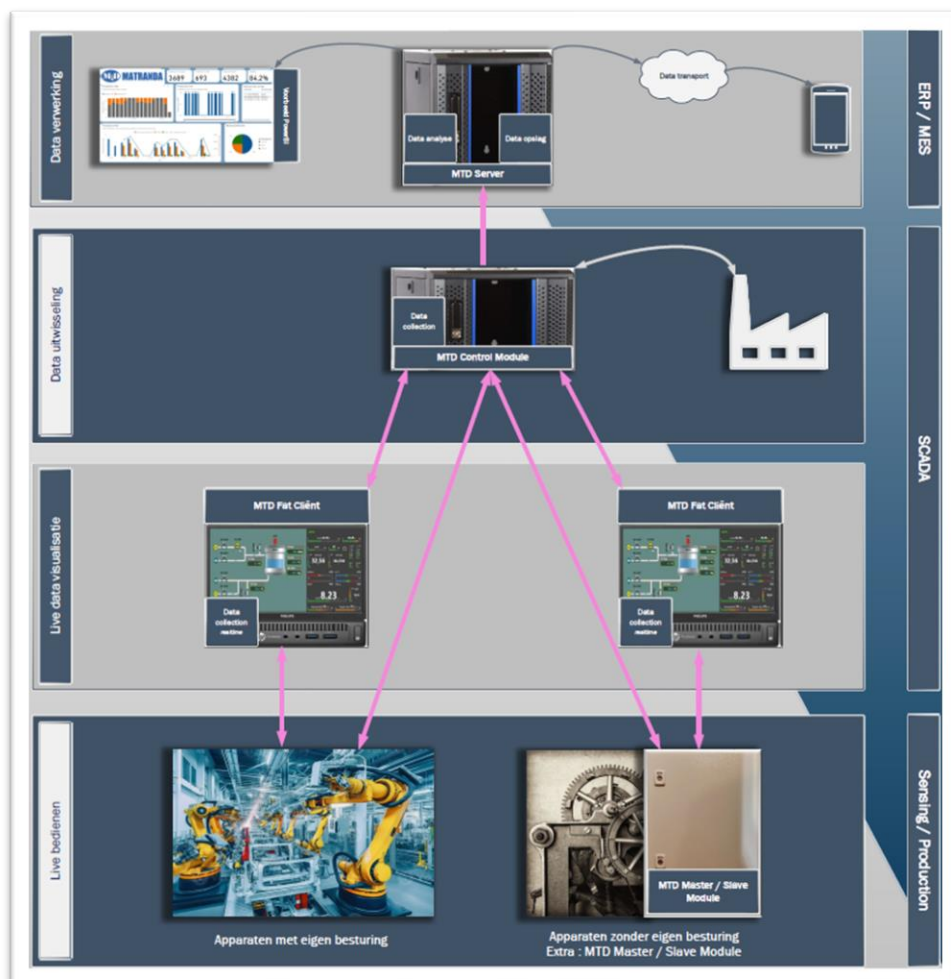 Data verwerking
MATRANDA
3689 693 4382 84.2%
Voorbeeld PowerBI
Data analyse
Data opslag
MTD Server
Data transport
ERP / MES
Data uitwisseling
Data
collection
MTD Control Module
SCADA
Live data visualisatie
MTD Fat Cliënt
8.23
Data
collection
realtime
MTD Fat Cliënt
8.23
Data
collection
realtime
Live bedienen
MTD Master / Slave
Module
Apparaten met eigen besturing
Apparaten zonder eigen besturing
Extra : MTD Master / Slave Module
Sensing / Production